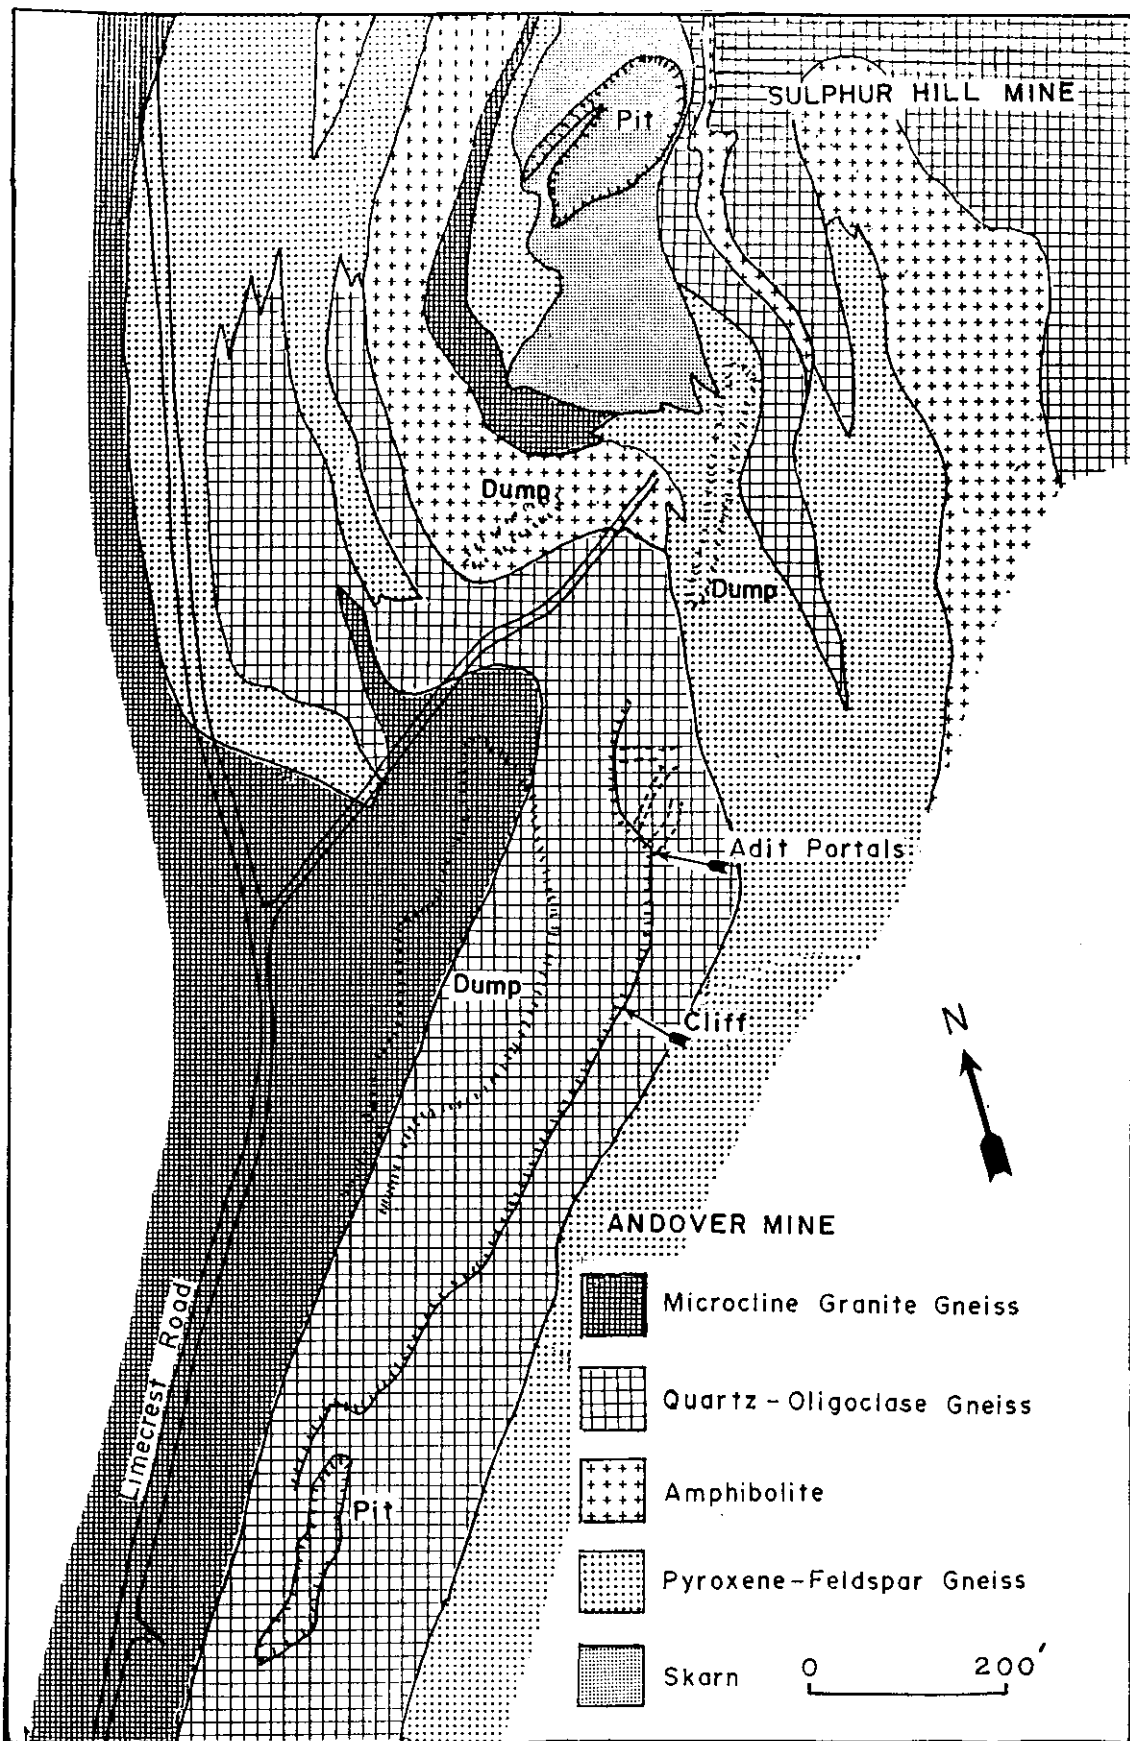 SULPHUR HILL MINE
Pit
Dump
Dump
Adit Portals
Dump
Cliff
N
ANDOVER MINE
Microcline Granite Gneiss
Limecrest Road
Quartz-Oligoclase Gneiss
Amphibolite
Pit
Pyroxene-Feldspar Gneiss
Skarn
0 200'